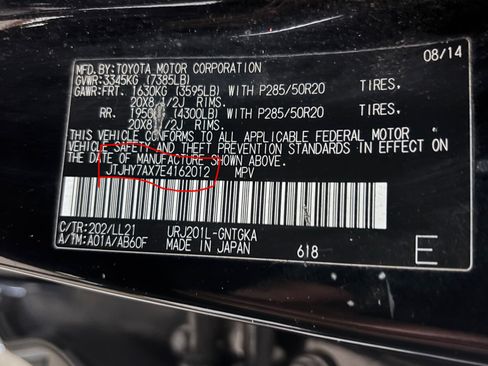 MFD.BY:TOYOTA MOTOR CORPORATION 08/14
GVWR:3345KG (7385LB)
GAWR:FRT. 1630KG (3595LB) WITH P285/50R20 TIRES,
20X8 1/2J RIMS.
RR. 1950 (4300LB) WITH P285/50R20 TIRES,
20X8 /2J RIMS.
THIS VEHICLE CONFORMS TO ALL APPLICABLE FEDERAL MOTOR
VEHICLE SAFETY AND THEFT PREVENTION STANDARDS IN EFFECT ON
THE DATE OF MANUFACTURE SHOWN ABOVE.
JTJHY7AX7E4162012 MPV
C/TR:202/LL21 URJ201L-GNTGKA
A/TM:A01A/AB60F MADE IN JAPAN 618 E